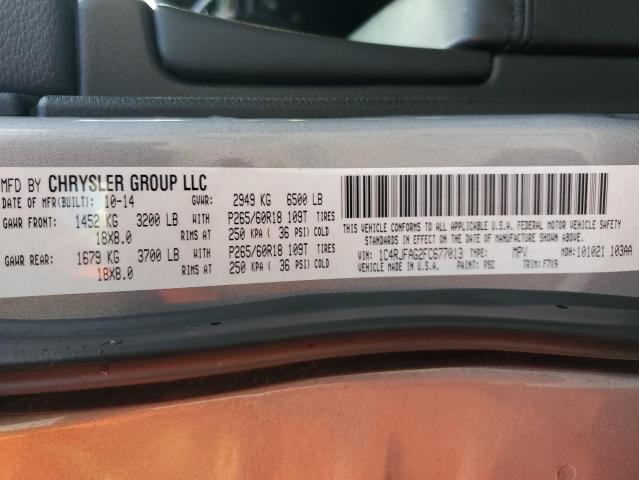 MFD BY CHRYSLER GROUP LLC
DATE OF MFR(BUILT): 10-14 GVWR: 2949 KG 6500 LB
GAWR FRONT: 1452 KG 3200 LB WITH P265/60R18 109T TIRES
18X8.0 RIMS AT 250 KPA ( 36 PSI) COLD
GAWR REAR: 1679 KG 3700 LB WITH P265/60R18 109T TIRES
18X8.0 RIMS AT 250 KPA ( 36 PSI) COLD
THIS VEHICLE CONFORMS TO ALL APPLICABLE U.S.A. FEDERAL MOTOR VEHICLE SAFETY
STANDARDS IN EFFECT ON THE DATE OF MANUFACTURE SHOWN ABOVE.
VIN: 1C4RJFAG2FC677013 TYPE: MPV MDH: 101021 103AA
PAINT: PSC TRIM: F7X9